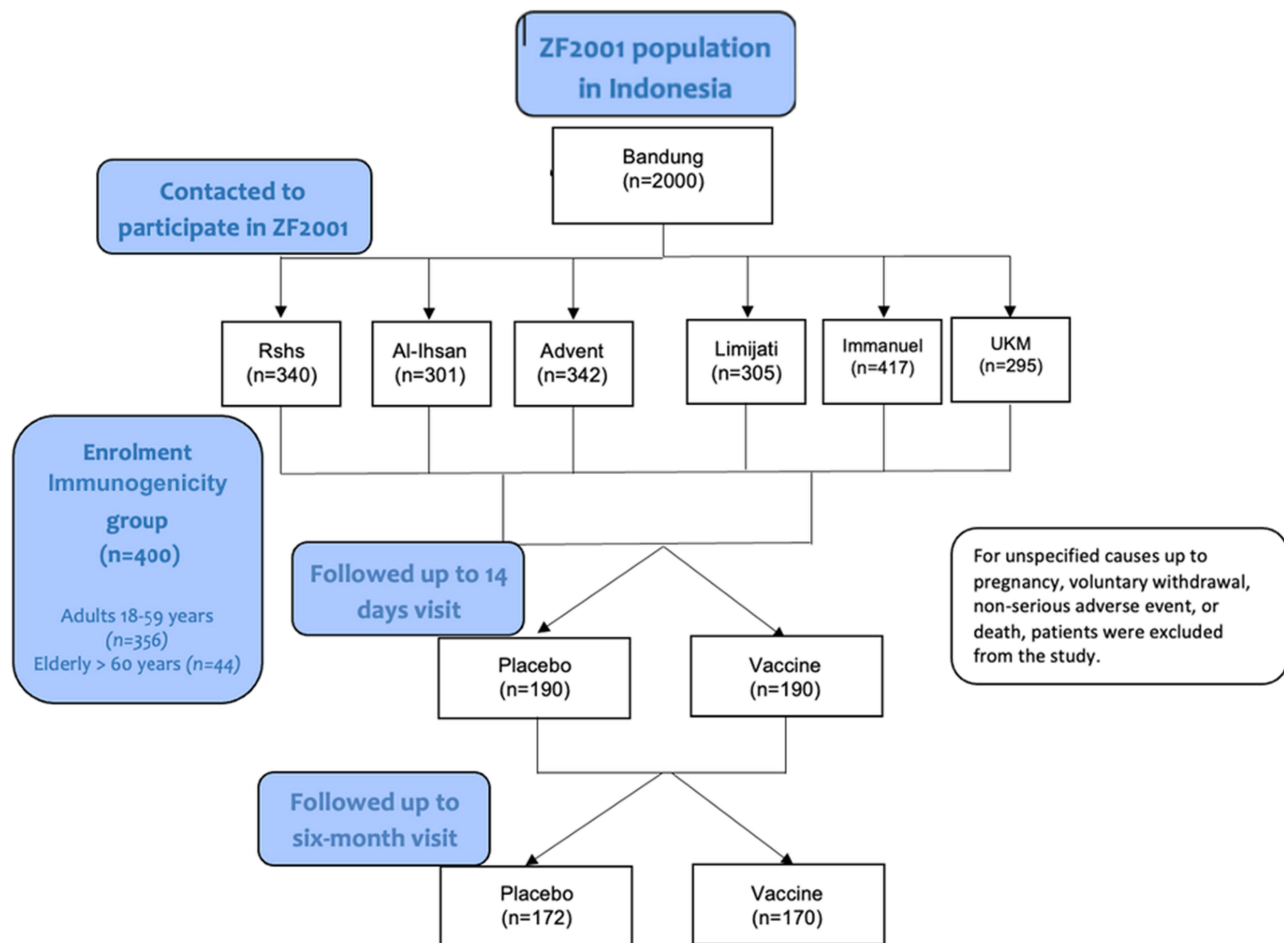 ZF2001 population
in Indonesia
Bandung
(n=2000)
Contacted to
participate in ZF2001
Rshs
(n=340)
Al-Ihsan
(n=301)
Advent
(n=342)
Limijati
(n=305)
Immanuel
(n=417)
UKM
(n=295)
Enrolment
Immunogenicity
group
(n=400)
Adults 18-59 years
(n=356)
Elderly > 60 years (n=44)
Followed up to 14
days visit
For unspecified causes up to
pregnancy, voluntary withdrawal,
non-serious adverse event, or
death, patients were excluded
from the study.
Placebo
(n=190)
Vaccine
(n=190)
Followed up to
six-month visit
Placebo
(n=172)
Vaccine
(n=170)